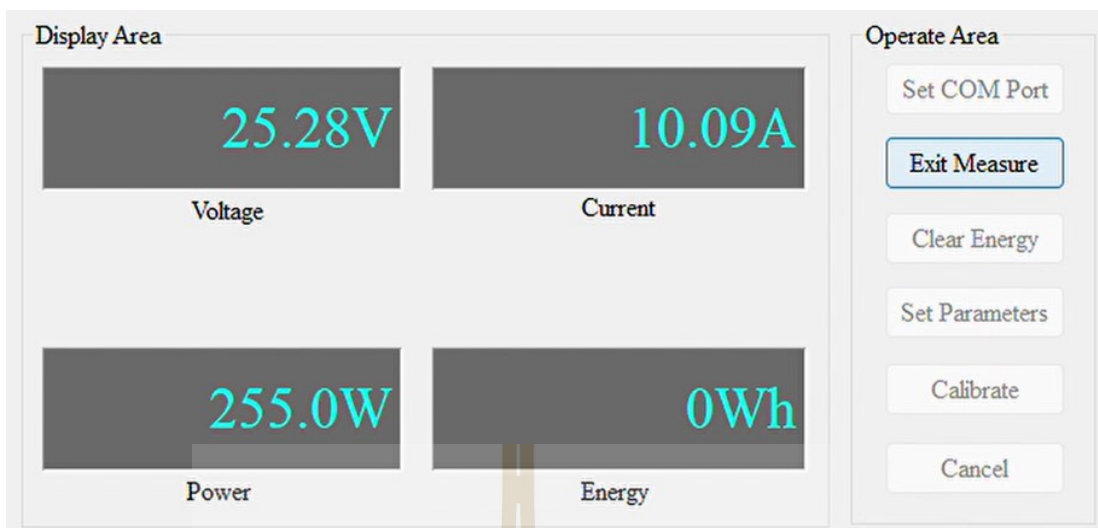 Display Area
25.28V
Voltage
10.09A
Current
255.0W
Power
0Wh
Energy
Operate Area
Set COM Port
Exit Measure
Clear Energy
Set Parameters
Calibrate
Cancel